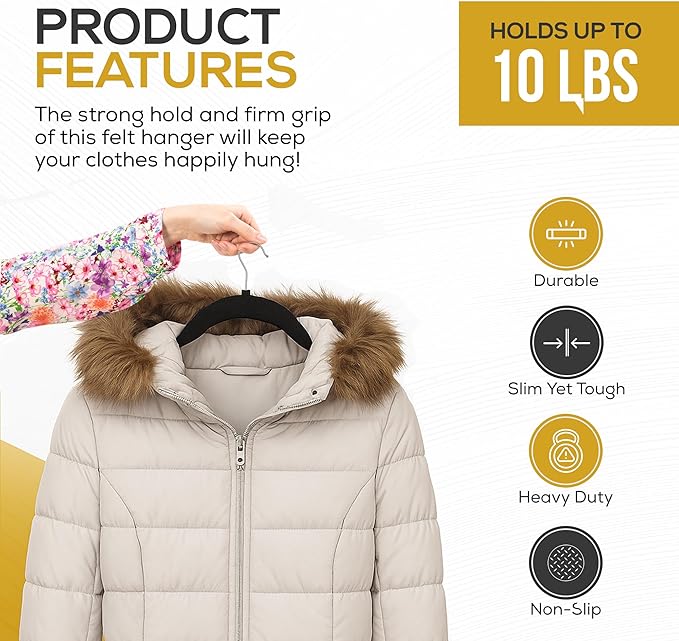 PRODUCT
FEATURES
The strong hold and firm grip
of this felt hanger will keep
your clothes happily hung!
HOLDS UP TO
10 LBS
Durable
Slim Yet Tough
Heavy Duty
Non-Slip